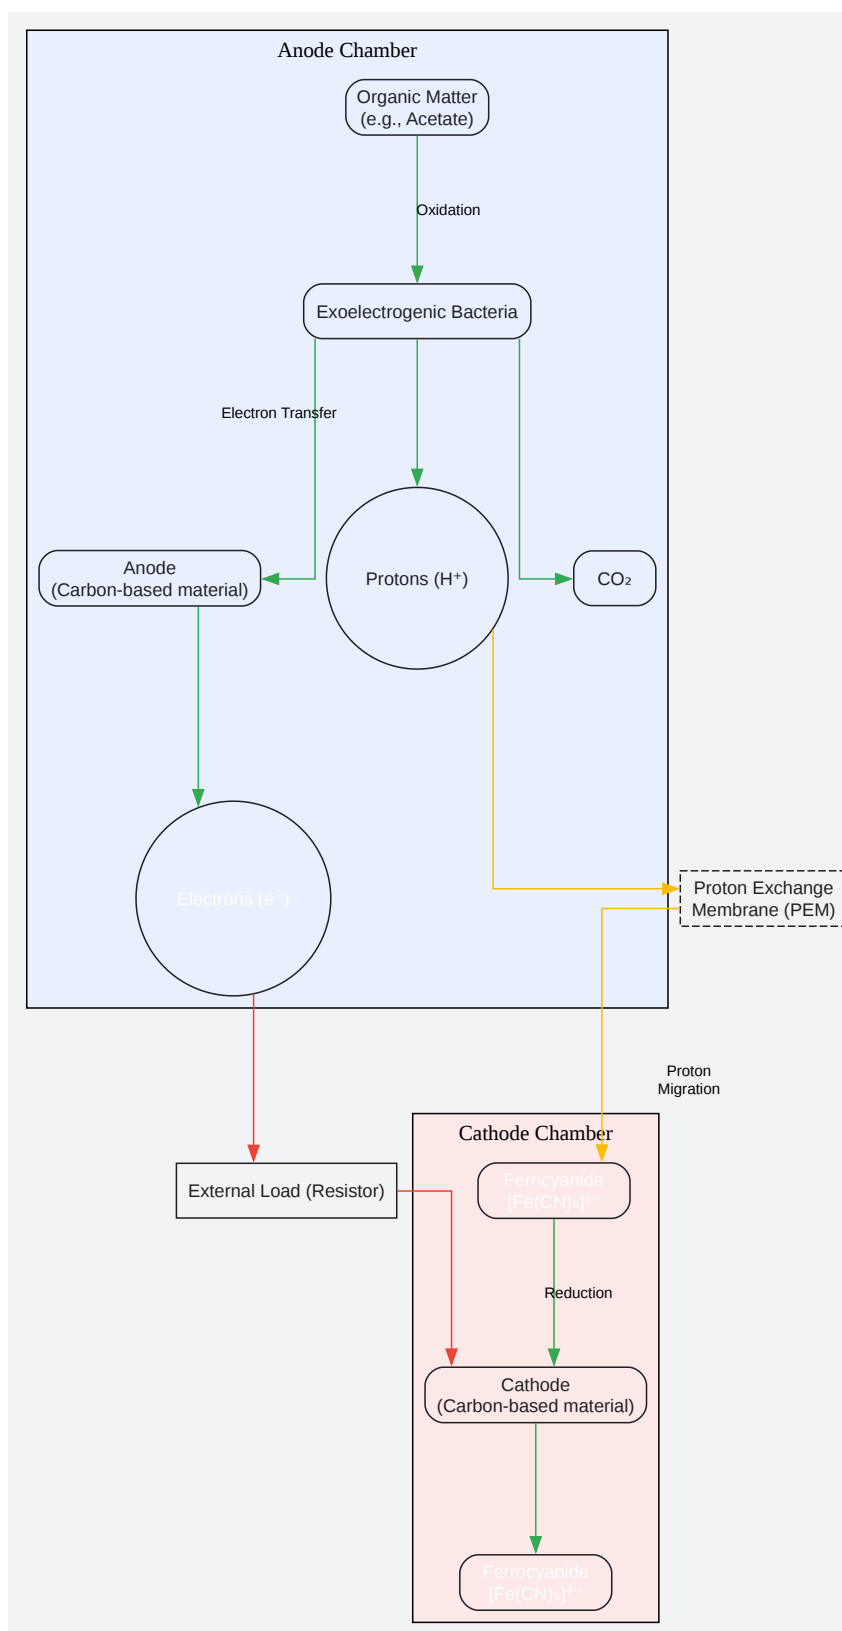 Anode Chamber
Organic Matter
(e.g., Acetate)
Oxidation
Exoelectrogenic Bacteria
Electron Transfer
Anode
(Carbon-based material)
Protons (H⁺)
CO₂
Electrons (e⁻)
Proton Exchange
Membrane (PEM)
Proton
Migration
Cathode Chamber
External Load (Resistor)
Ferricyanide
[Fe(CN)₆]³⁻
Reduction
Cathode
(Carbon-based material)
Ferrocyanide
[Fe(CN)₆]⁴⁻